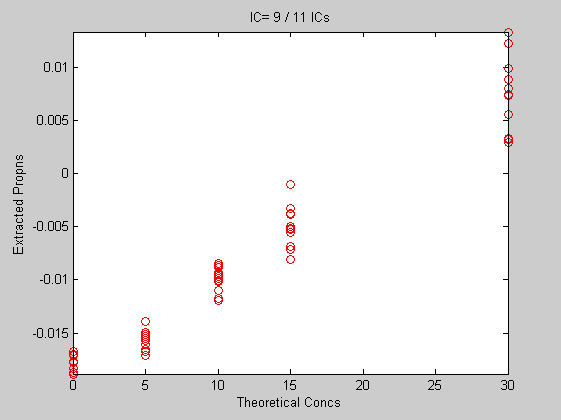 IC= 9 / 11 ICs
0.01
0.005
0
-0.005
-0.01
-0.015
Extracted Propns
0 5 10 15 20 25 30
Theoretical Concs